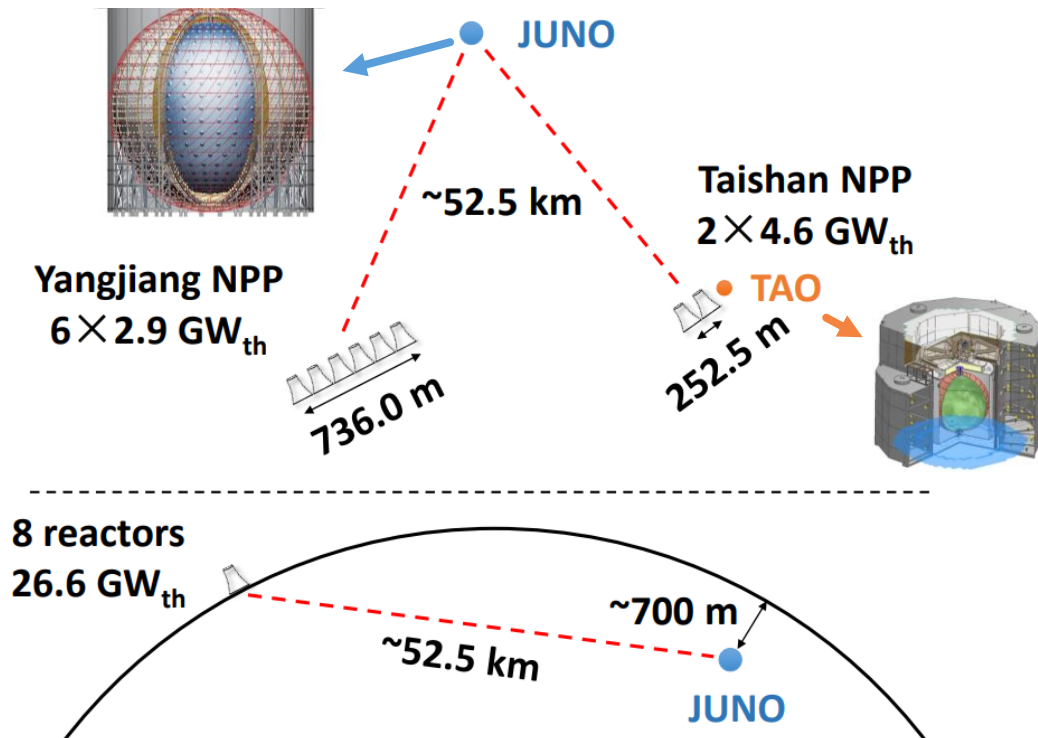 JUNO
~52.5 km
Taishan NPP
2×4.6 GWth
TAO
Yangjiang NPP
6×2.9 GWth
252.5 m
736.0 m
8 reactors
26.6 GWth
~700 m
~52.5 km
JUNO